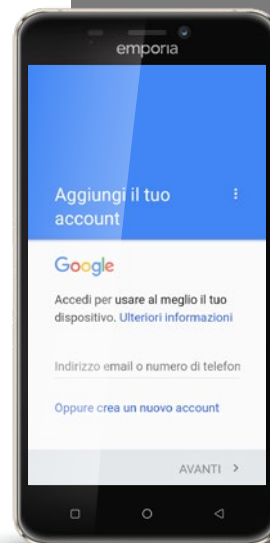 emporia
Aggiungi il tuo
account
Google
Accedi per usare al meglio il tuo
dispositivo. Ulteriori informazioni
Indirizzo email o numero di telefon
Oppure crea un nuovo account
AVANTI